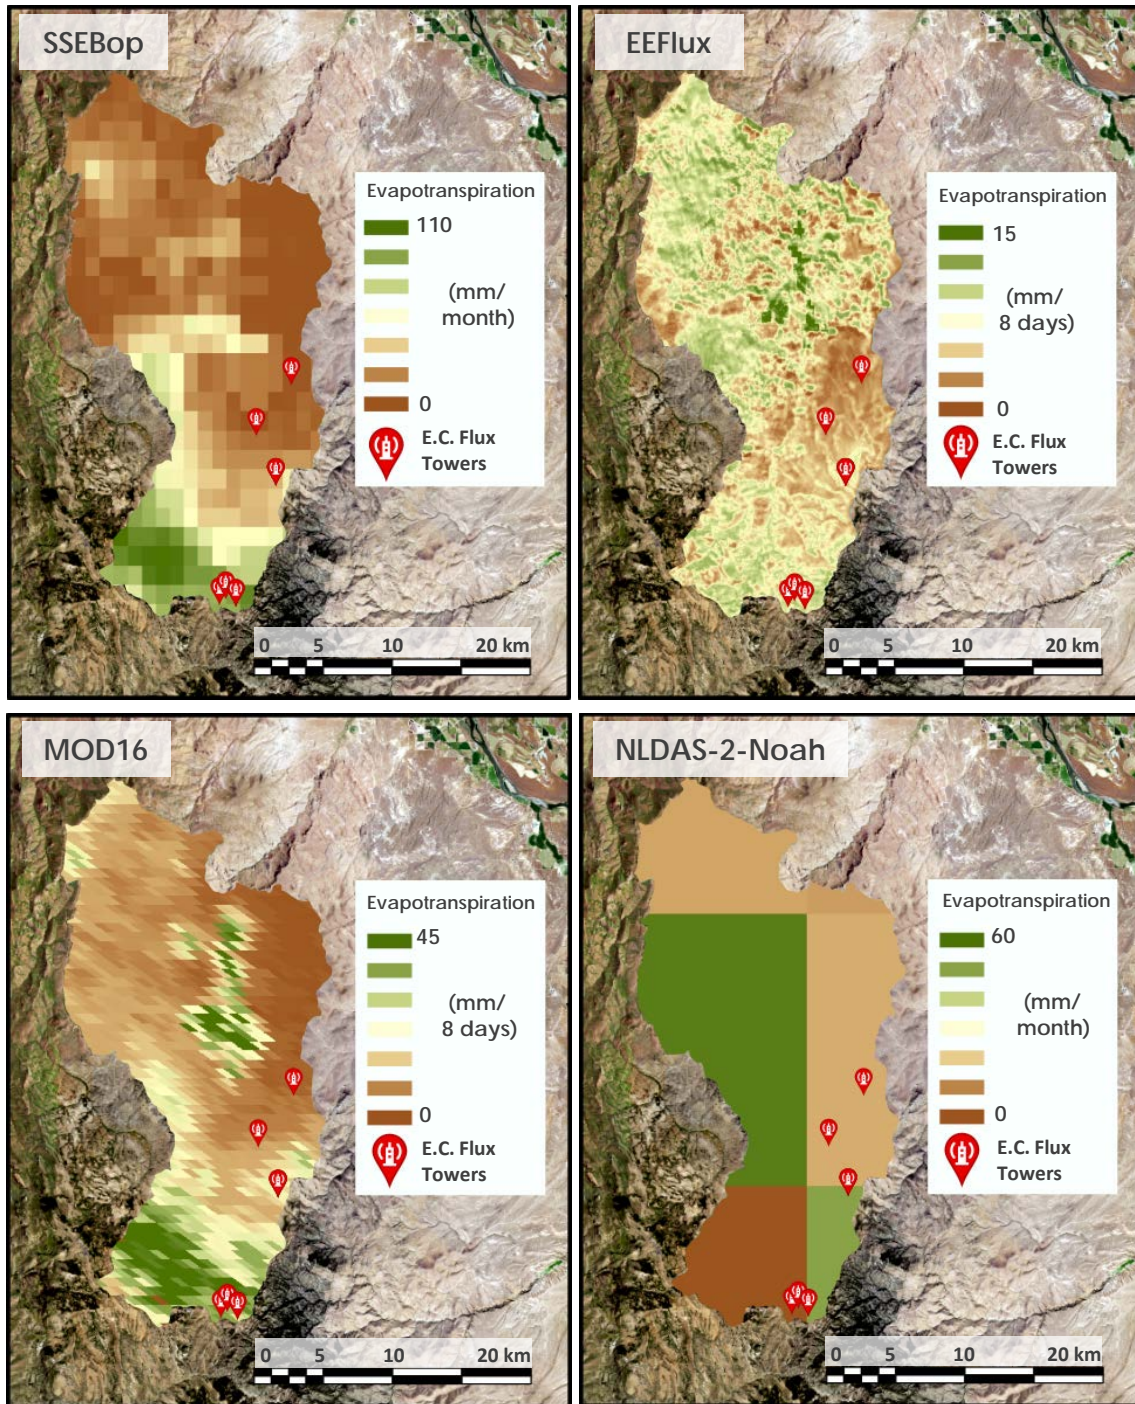 SSEBop
Evapotranspiration
110
(mm/
month)
0
E.C. Flux
Towers
0 5 10 20 km
EEFlux
Evapotranspiration
15
(mm/
8 days)
0
E.C. Flux
Towers
0 5 10 20 km
MOD16
Evapotranspiration
45
(mm/
8 days)
0
E.C. Flux
Towers
0 5 10 20 km
NLDAS-2-Noah
Evapotranspiration
60
(mm/
month)
0
E.C. Flux
Towers
0 5 10 20 km